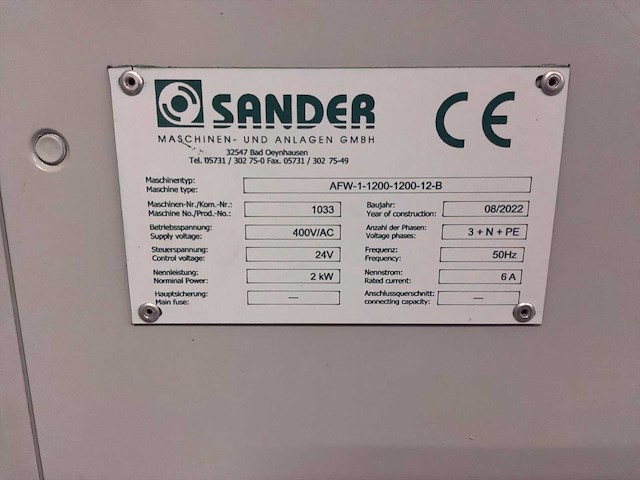 SANDER
MASCHINEN- UND ANLAGEN GMBH
32547 Bad Oeynhausen
Tel. 05731 / 302 75-0 Fax. 05731 / 302 75-49
CE
Maschinentyp:
Machine type:
AFW-1-1200-1200-12-B
Maschinen-Nr./Kom.-Nr.:
Machine No./Prod.-No.:
1033
Baujahr:
Year of construction:
08/2022
Betriebsspannung:
Supply voltage:
400V/AC
Anzahl der Phasen:
Voltage phases:
3 + N + PE
Steuerspannung:
Control voltage:
24V
Frequenz:
Frequency:
50Hz
Nennleistung:
Norminal Power:
2 kW
Nennstrom:
Rated current:
6 A
Hauptsicherung:
Main fuse:
—
Anschlussquerschnitt:
connecting capacity:
—